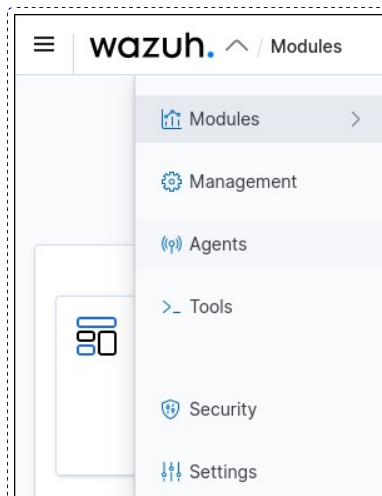 wazuh. / Modules
Modules
Management
Agents
Tools
Security
Settings